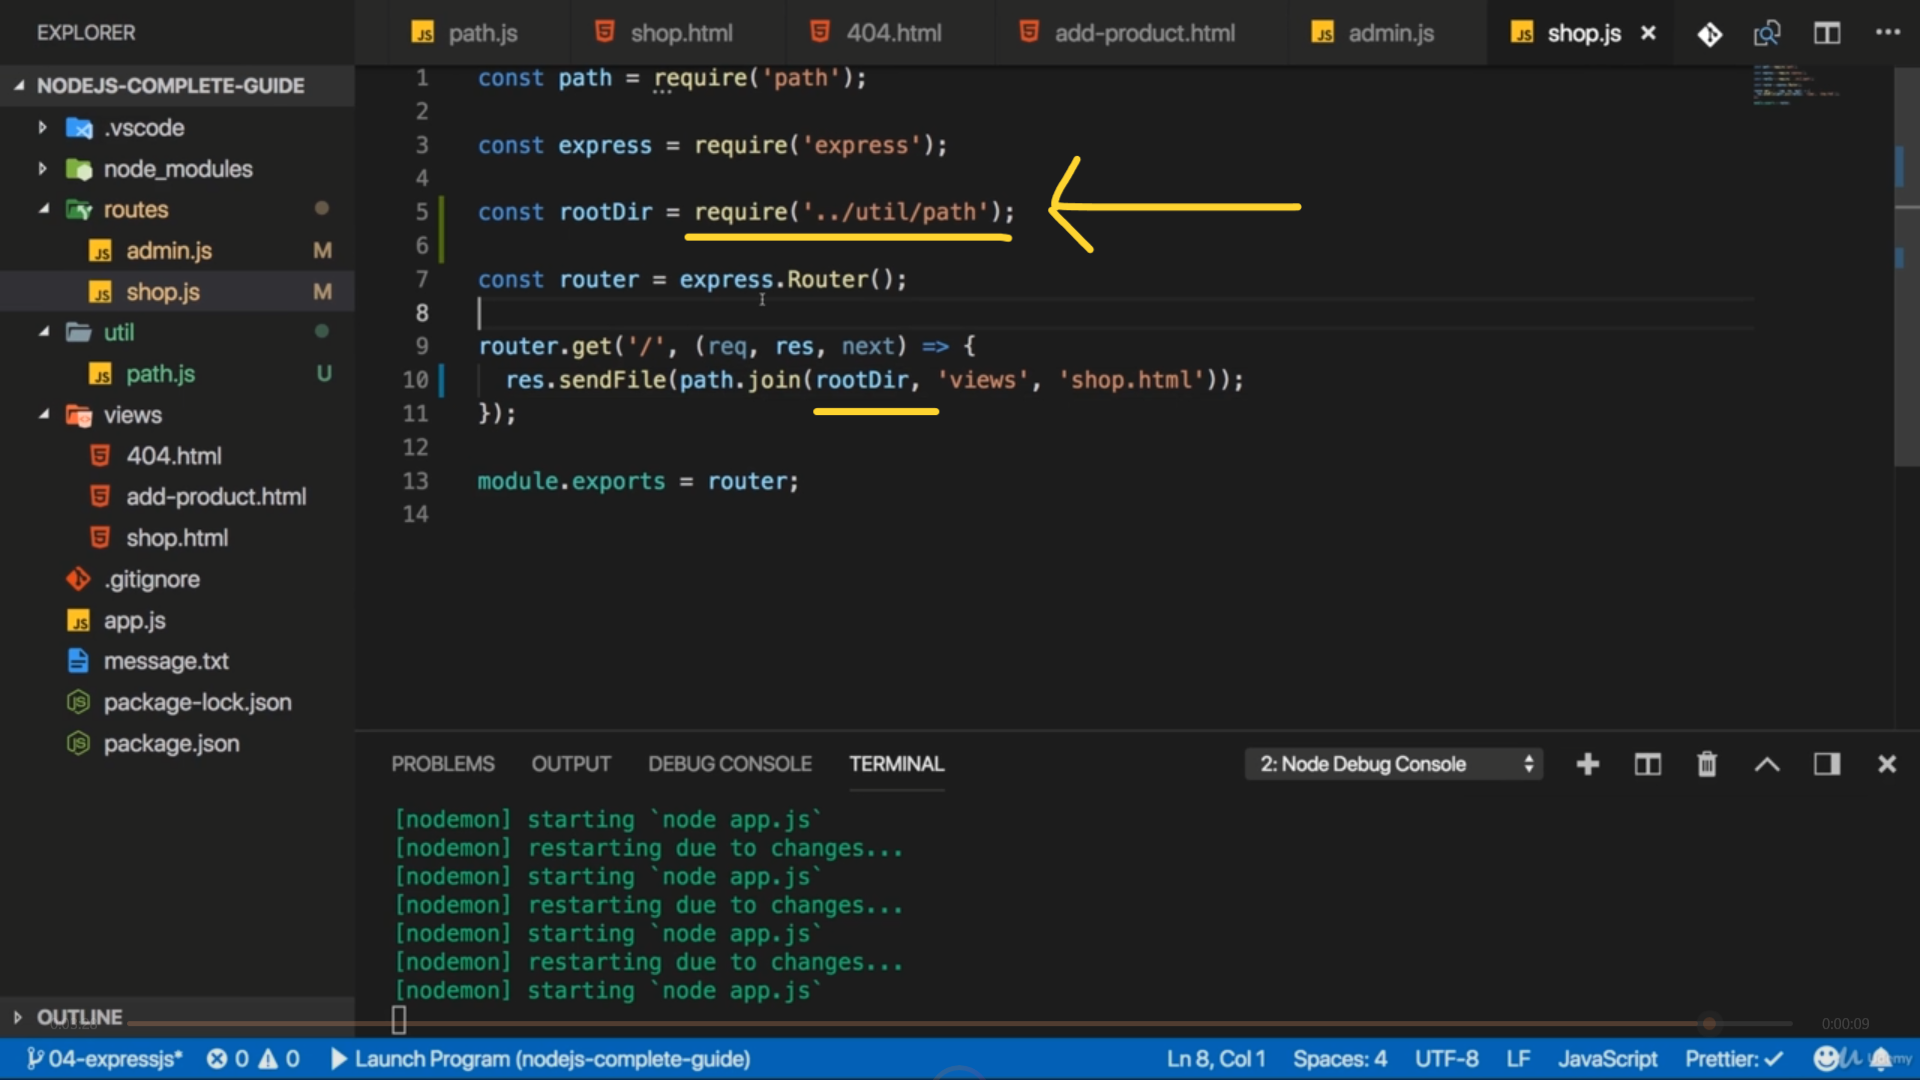 EXPLORER
NODEJS-COMPLETE-GUIDE
.vscode
node_modules
routes
admin.js M
shop.js M
util
path.js U
views
404.html
add-product.html
shop.html
.gitignore
app.js
message.txt
package-lock.json
package.json
OUTLINE
path.js shop.html 404.html add-product.html admin.js shop.js
1 const path = require('path');
2
3 const express = require('express');
4
5 const rootDir = require('../util/path');
6
7 const router = express.Router();
8
9 router.get('/', (req, res, next) => {
10 res.sendFile(path.join(rootDir, 'views', 'shop.html'));
11 });
12
13 module.exports = router;
14
PROBLEMS OUTPUT DEBUG CONSOLE TERMINAL 2: Node Debug Console
[nodemon] starting `node app.js`
[nodemon] restarting due to changes...
[nodemon] starting `node app.js`
[nodemon] restarting due to changes...
[nodemon] starting `node app.js`
[nodemon] restarting due to changes...
[nodemon] starting `node app.js`
0:00:09
04-expressjs* 0 0 Launch Program (nodejs-complete-guide) Ln 8, Col 1 Spaces: 4 UTF-8 LF JavaScript Prettier: ✓